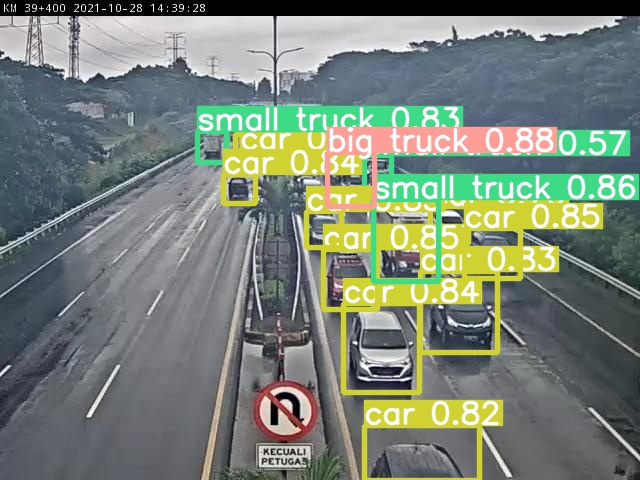 KM 39+400 2021-10-28 14:39:28
small truck 0.83
car 0.
big truck 0.88
0.57
car 0.84
small truck 0.86
car
car 0.85
car 0.85
car 0.83
car 0.84
car 0.82
KECUALI
PETUGAS